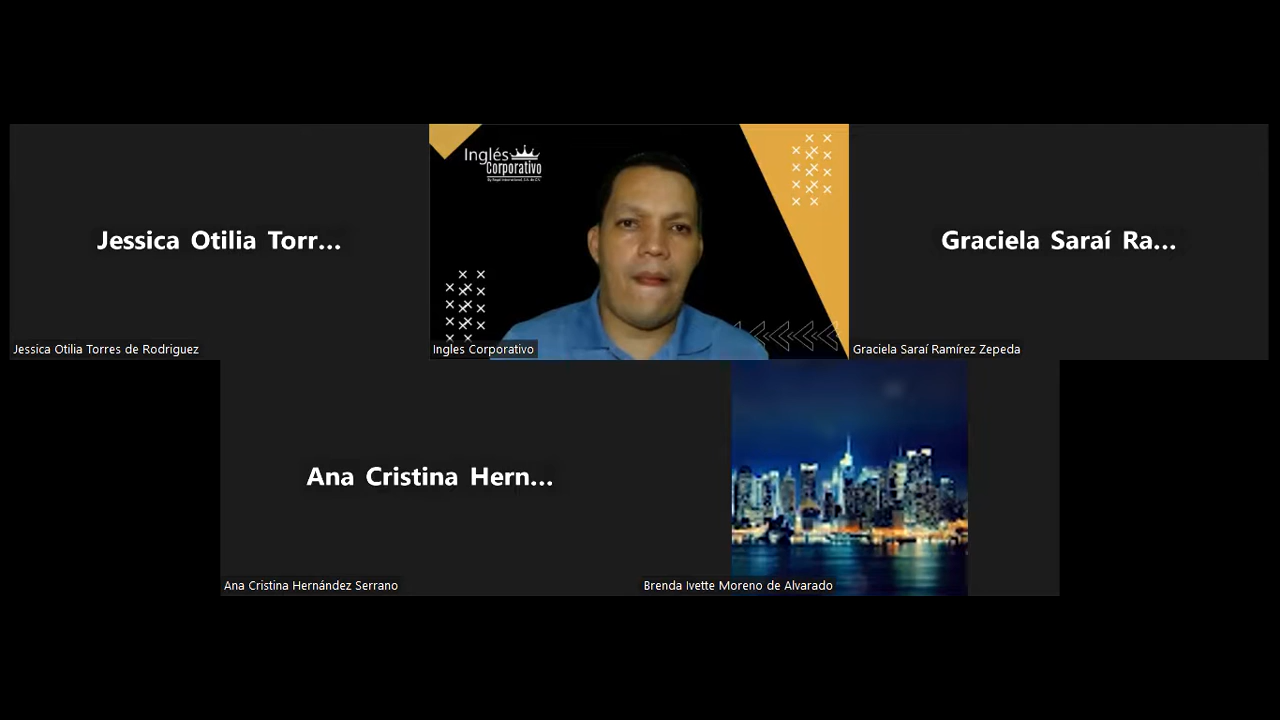 Jessica Otilia Torr...
Jessica Otilia Torres de Rodriguez
Inglés
Corporativo
Ingles Corporativo
Graciela Saraí Ra...
Graciela Saraí Ramírez Zepeda
Ana Cristina Hern...
Ana Cristina Hernández Serrano
Brenda Ivette Moreno de Alvarado